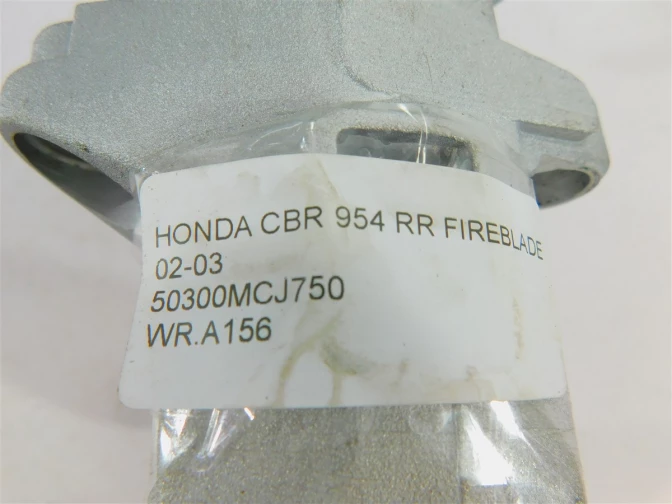 HONDA CBR 954 RR FIREBLADE
02-03
50300MCJ750
WR.A156